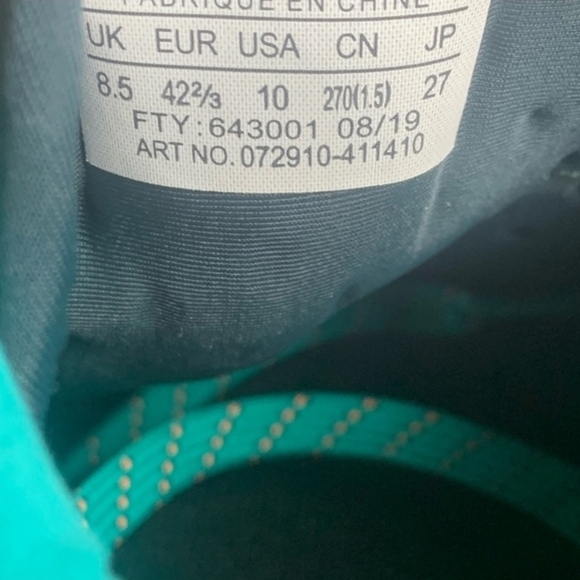 FABRIQUÉ EN CHINE
UK EUR USA CN JP
8.5 42⅔ 10 270(1.5) 27
FTY:643001 08/19
ART NO.072910-411410